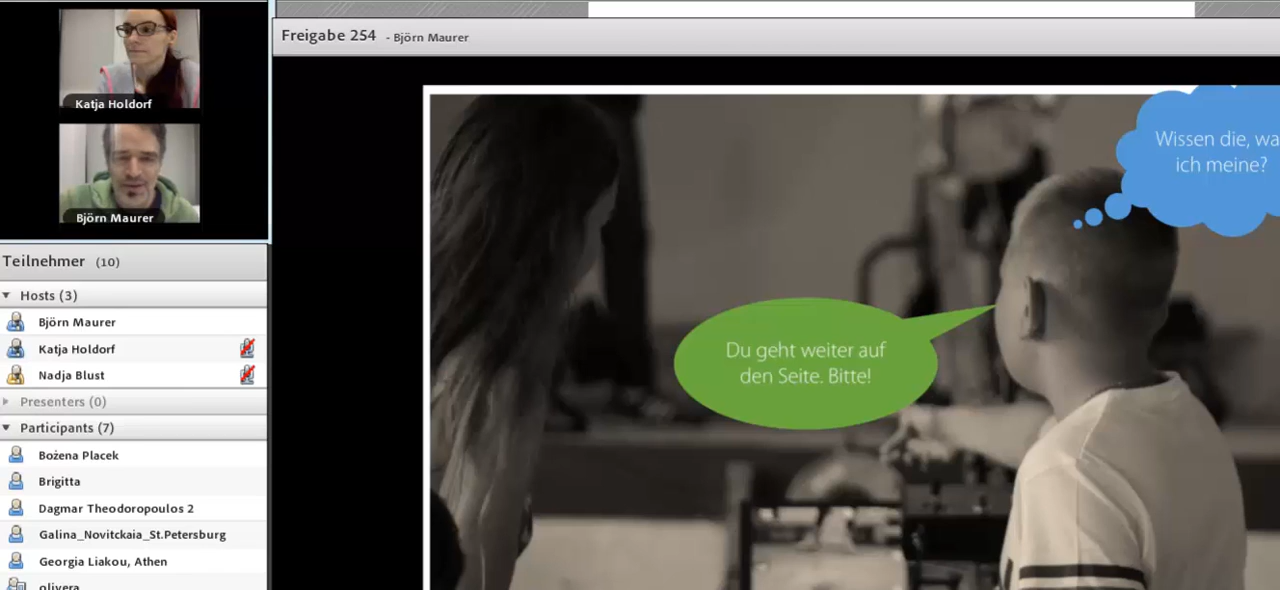 Katja Holdorf
Björn Maurer
Teilnehmer (10)
Hosts (3)
Björn Maurer
Katja Holdorf
Nadja Blust
Presenters (0)
Participants (7)
Bożena Placek
Brigitta
Dagmar Theodoropoulos 2
Galina_Novitckaia_St.Petersburg
Georgia Liakou, Athen
olivera
Freigabe 254 - Björn Maurer
Wissen die, wa
ich meine?
Du geht weiter auf
den Seite. Bitte!